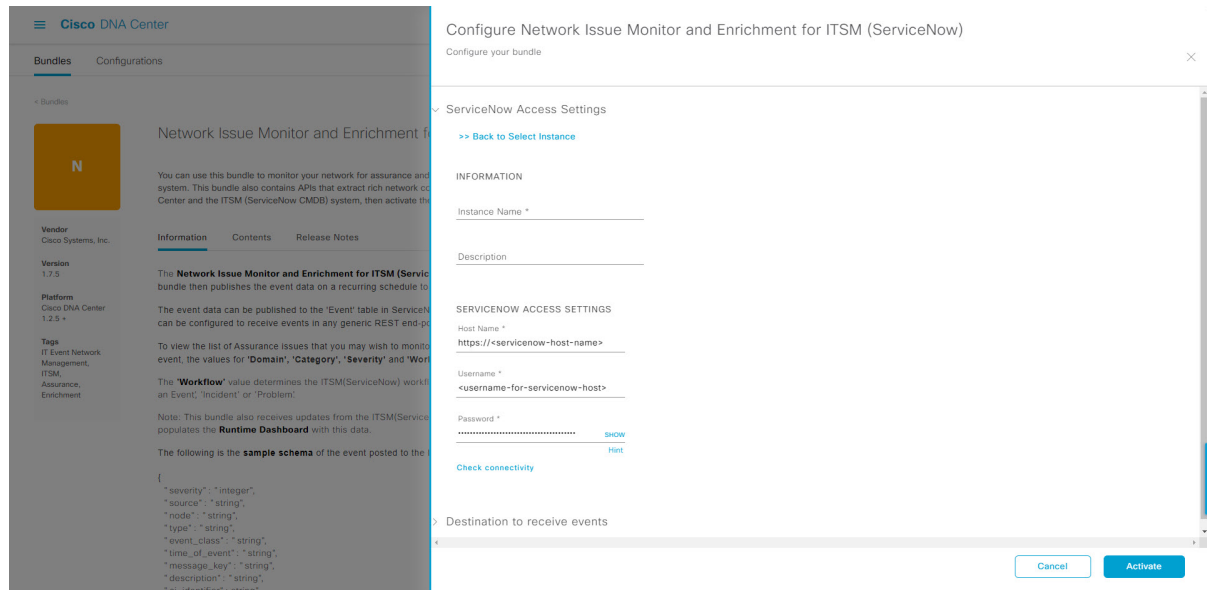 Cisco DNA Center
Bundles Configurations
< Bundles
N
Vendor
Cisco Systems, Inc.
Version
1.7.5
Platform
Cisco DNA Center
1.2.5 +
Tags
IT Event Network
Management,
ITSM,
Assurance,
Enrichment
Network Issue Monitor and Enrichment f
You can use this bundle to monitor your network for assurance and
system. This bundle also contains APIs that extract rich network co
Center and the ITSM (ServiceNow CMDB) system, then activate the
Information Contents Release Notes
The Network Issue Monitor and Enrichment for ITSM (Servic
bundle then publishes the event data on a recurring schedule to
The event data can be published to the 'Event' table in ServiceN
can be configured to receive events in any generic REST end-po
To view the list of Assurance issues that you may wish to monito
event, the values for 'Domain', 'Category', 'Severity' and 'Worl
The 'Workflow' value determines the ITSM(ServiceNow) workfl
an Event,' 'Incident' or 'Problem.'
Note: This bundle also receives updates from the ITSM(Service
populates the Runtime Dashboard with this data.
The following is the sample schema of the event posted to the
{
"severity" : "integer",
"source" : "string",
"node" : "string",
"type" : "string",
"event_class" : "string",
"time_of_event" : "string",
"message_key" : "string",
"description" : "string",
Configure Network Issue Monitor and Enrichment for ITSM (ServiceNow)
Configure your bundle
ServiceNow Access Settings
>> Back to Select Instance
INFORMATION
Instance Name *
Description
SERVICENOW ACCESS SETTINGS
Host Name *
https://<servicenow-host-name>
Username *
<username-for-servicenow-host>
Password *
SHOW
Hint
Check connectivity
Destination to receive events
Cancel Activate